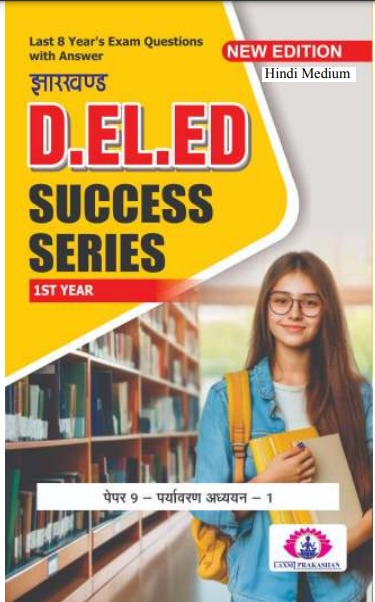 Last 8 Year's Exam Questions
with Answer
NEW EDITION
Hindi Medium
झारखण्ड
D.EL.ED
SUCCESS
SERIES
1ST YEAR
पेपर 9 – पर्यावरण अध्ययन – 1
LAXMI PRAKASHAN